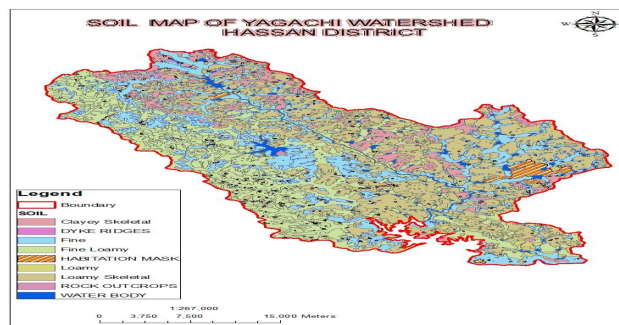 SOIL MAP OF YAGACHI WATERSHED
HASSAN DISTRICT
N
W
E
S
Legend
Boundary
SOIL
Clayey Skeletal
DYKE RIDGES
Fine
Fine Loamy
HABITATION MASK
Loamy
Loamy Skeletal
ROCK OUTCROPS
WATER BODY
1:267,000
0 3,750 7,500 15,000 Meters